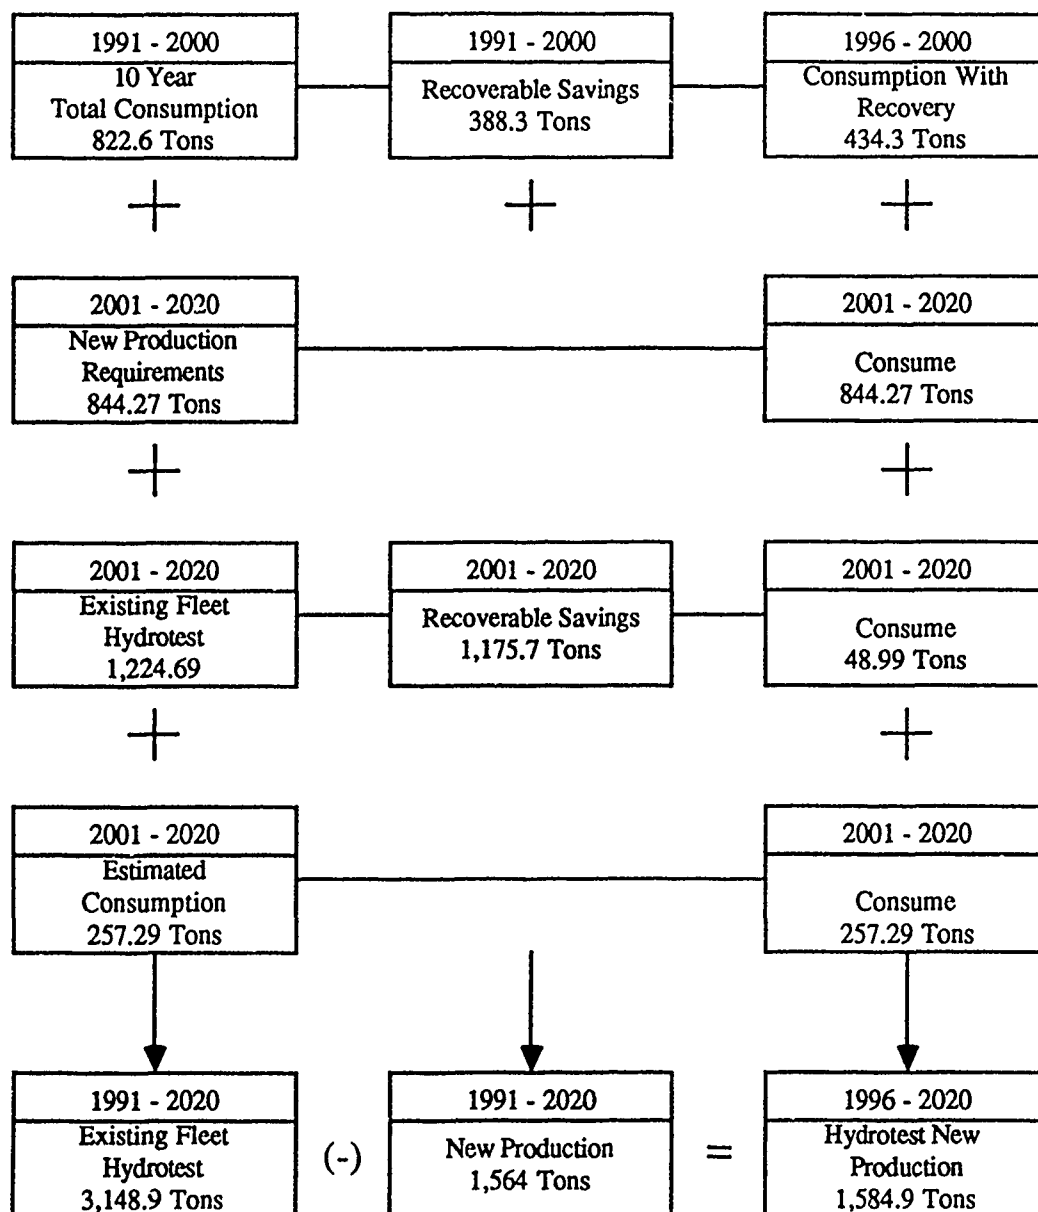 1991 - 2000
10 Year
Total Consumption
822.6 Tons
1991 - 2000
Recoverable Savings
388.3 Tons
1996 - 2000
Consumption With
Recovery
434.3 Tons
+
+
+
2001 - 2020
New Production
Requirements
844.27 Tons
2001 - 2020
Consume
844.27 Tons
+
+
2001 - 2020
Existing Fleet
Hydrotest
1,224.69
2001 - 2020
Recoverable Savings
1,175.7 Tons
2001 - 2020
Consume
48.99 Tons
+
+
2001 - 2020
Estimated
Consumption
257.29 Tons
2001 - 2020
Consume
257.29 Tons
1991 - 2020
Existing Fleet
Hydrotest
3,148.9 Tons
(-)
1991 - 2020
New Production
1,564 Tons
=
1996 - 2020
Hydrotest New
Production
1,584.9 Tons